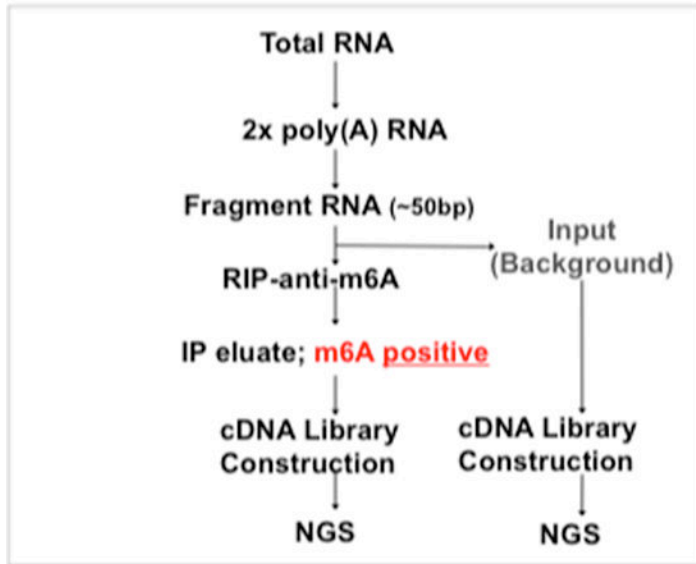 Total RNA
2x poly(A) RNA
Fragment RNA (~50bp)
Input
(Background)
RIP-anti-m6A
IP eluate; m6A positive
cDNA Library
Construction
cDNA Library
Construction
NGS
NGS